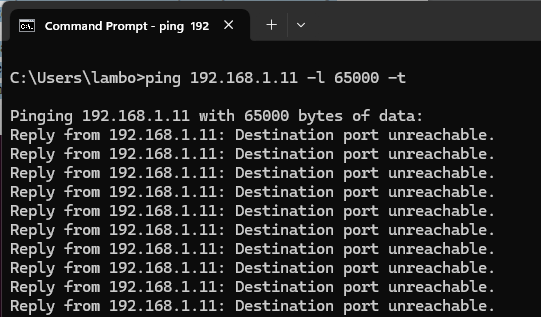 Command Prompt - ping 192
C:\Users\lambo>ping 192.168.1.11 -l 65000 -t
Pinging 192.168.1.11 with 65000 bytes of data:
Reply from 192.168.1.11: Destination port unreachable.
Reply from 192.168.1.11: Destination port unreachable.
Reply from 192.168.1.11: Destination port unreachable.
Reply from 192.168.1.11: Destination port unreachable.
Reply from 192.168.1.11: Destination port unreachable.
Reply from 192.168.1.11: Destination port unreachable.
Reply from 192.168.1.11: Destination port unreachable.
Reply from 192.168.1.11: Destination port unreachable.
Reply from 192.168.1.11: Destination port unreachable.
Reply from 192.168.1.11: Destination port unreachable.